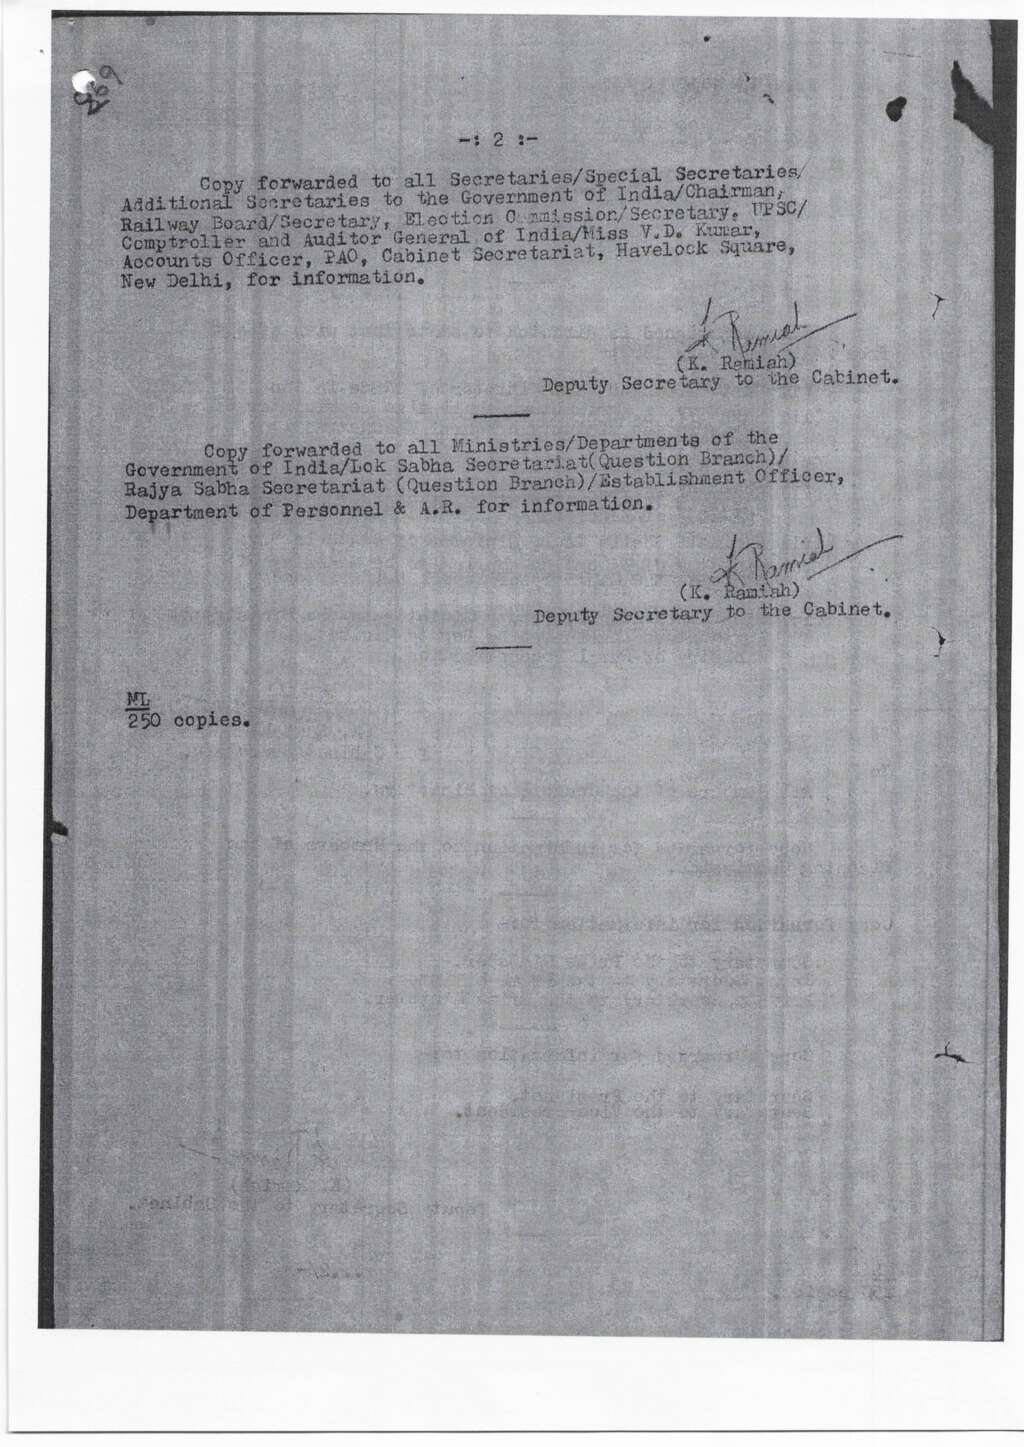 -: 2 :-
Copy forwarded to all Secretaries/Special Secretaries/
Additional Secretaries to the Government of India/Chairman,
Railway Board/Secretary, Election Commission/Secretary, UPSC/
Comptroller and Auditor General of India/Miss V.D. Kumar,
Accounts Officer, PAO, Cabinet Secretariat, Havelock Square,
New Delhi, for information.
K Ramiah
(K. Ramiah)
Deputy Secretary to the Cabinet.
Copy forwarded to all Ministries/Departments of the
Government of India/Lok Sabha Secretariat(Question Branch)/
Rajya Sabha Secretariat (Question Branch)/Establishment Officer,
Department of Personnel & A.R. for information.
K Ramiah
(K. Ramiah)
Deputy Secretary to the Cabinet.
ML
250 copies.